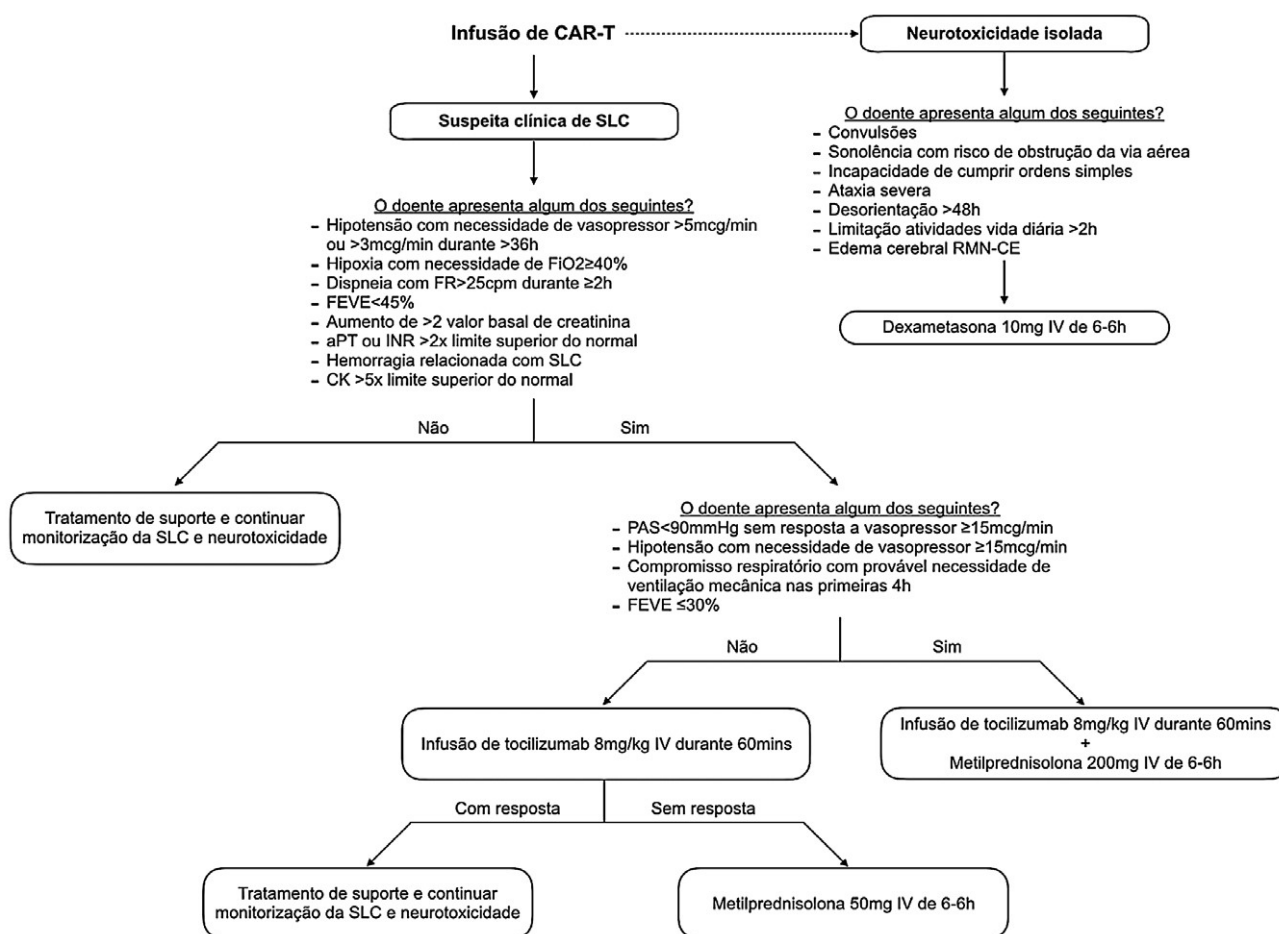 Infusão de CAR-T
Neurotoxicidade isolada
Suspeita clínica de SLC
O doente apresenta algum dos seguintes?
- Convulsões
- Sonolência com risco de obstrução da via aérea
- Incapacidade de cumprir ordens simples
- Ataxia severa
- Desorientação >48h
- Limitação atividades vida diária >2h
- Edema cerebral RMN-CE
Dexametasona 10mg IV de 6-6h
O doente apresenta algum dos seguintes?
- Hipotensão com necessidade de vasopressor >5mcg/min
ou >3mcg/min durante >36h
- Hipoxia com necessidade de FiO2≥40%
- Dispneia com FR>25cpm durante ≥2h
- FEVE<45%
- Aumento de >2 valor basal de creatinina
- aPT ou INR >2x limite superior do normal
- Hemorragia relacionada com SLC
- CK >5x limite superior do normal
Não
Sim
Tratamento de suporte e continuar
monitorização da SLC e neurotoxicidade
O doente apresenta algum dos seguintes?
- PAS<90mmHg sem resposta a vasopressor ≥15mcg/min
- Hipotensão com necessidade de vasopressor ≥15mcg/min
- Compromisso respiratório com provável necessidade de
ventilação mecânica nas primeiras 4h
- FEVE ≤30%
Não
Sim
Infusão de tocilizumab 8mg/kg IV durante 60mins
Infusão de tocilizumab 8mg/kg IV durante 60mins
+
Metilprednisolona 200mg IV de 6-6h
Com resposta
Sem resposta
Tratamento de suporte e continuar
monitorização da SLC e neurotoxicidade
Metilprednisolona 50mg IV de 6-6h